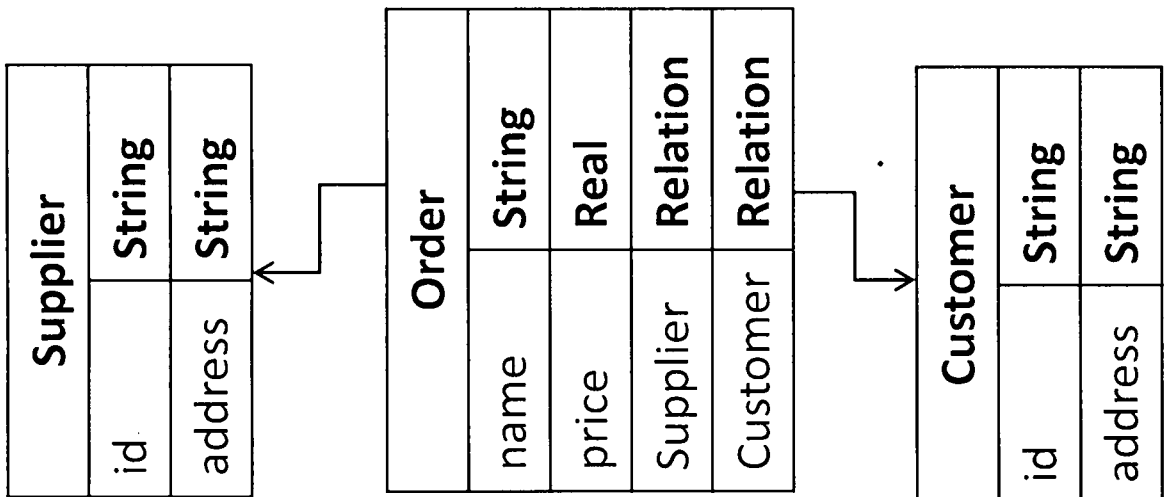 Supplier
id String
address String
Order
name String
price Real
Supplier Relation
Customer Relation
Customer
id String
address String